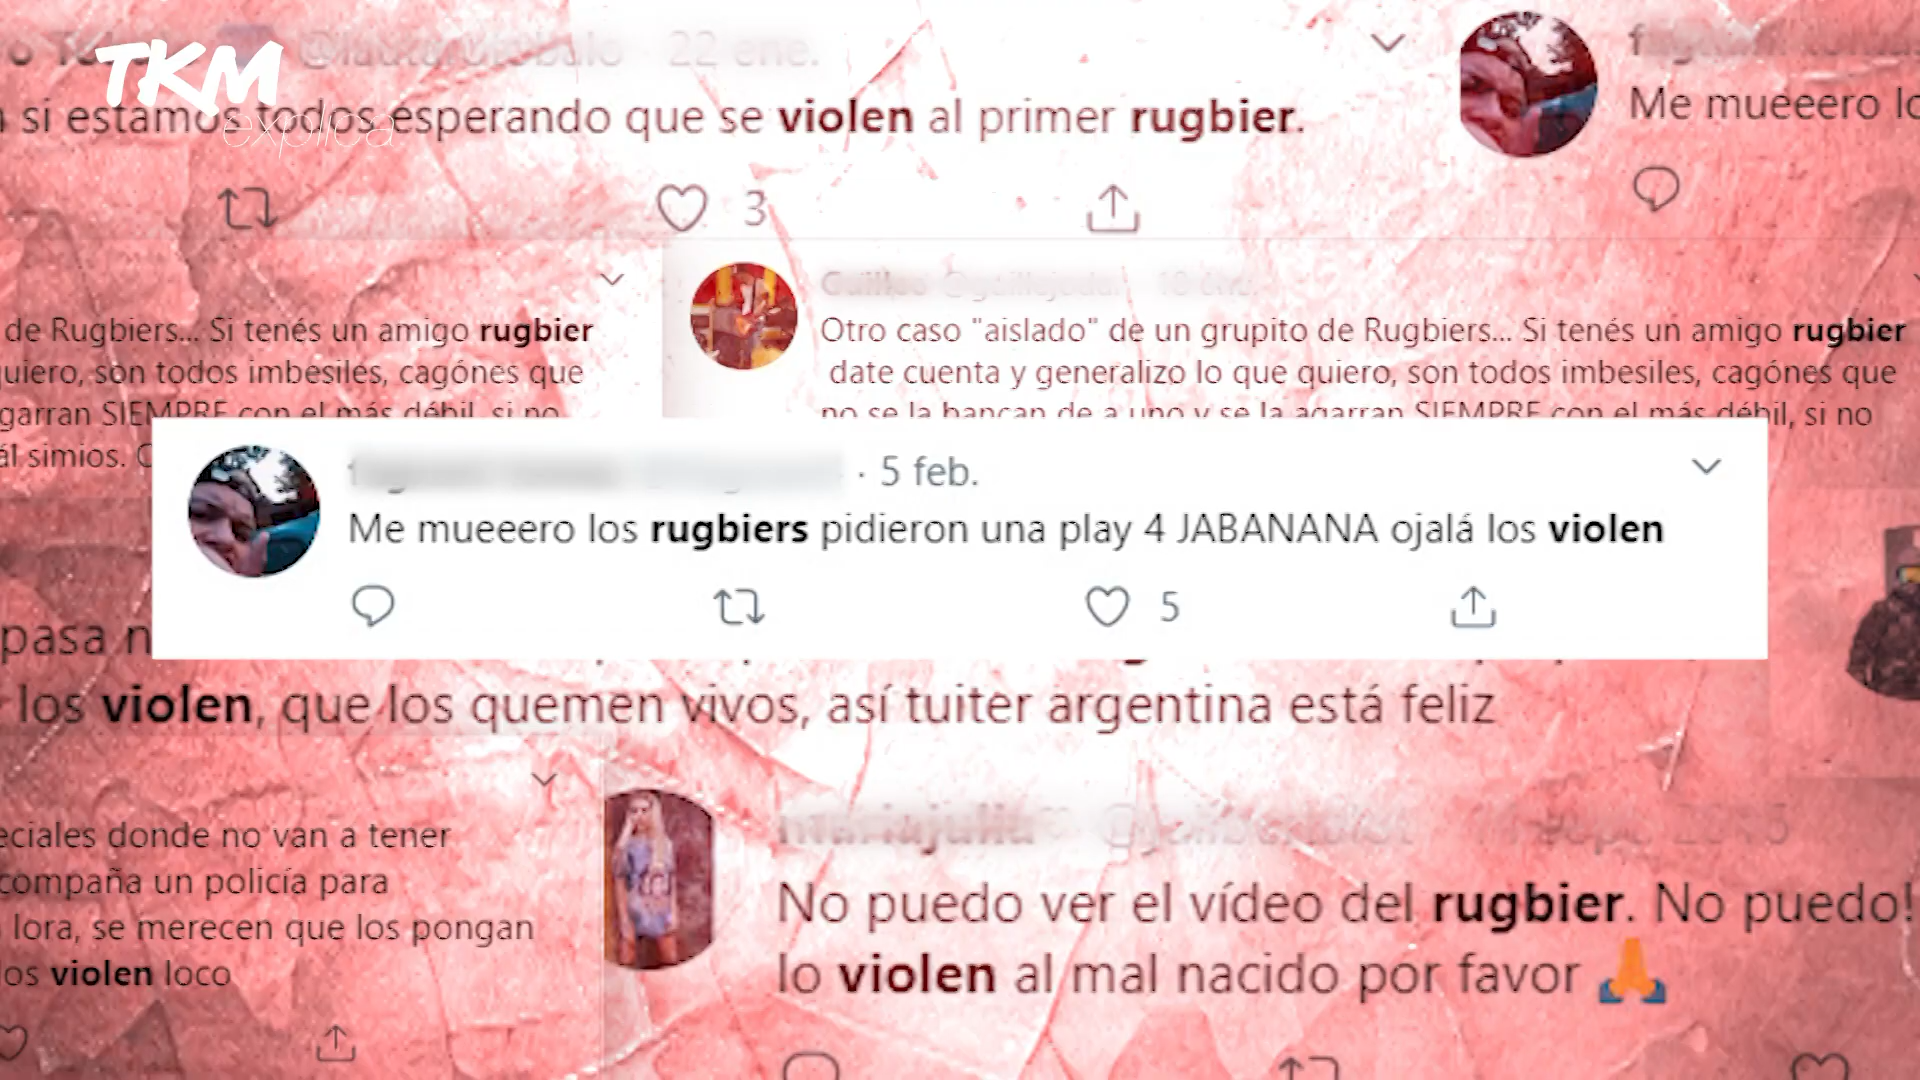 TKM
explica
22 ene.
si estamos todos esperando que se violen al primer rugbier.
3
Me mueeero lo
de Rugbiers... Si tenés un amigo rugbier
quiero, son todos imbesiles, cagónes que
agarran SIEMPRE con el más débil, si no
ál simios.
Otro caso "aislado" de un grupito de Rugbiers... Si tenés un amigo rugbier
date cuenta y generalizo lo que quiero, son todos imbesiles, cagónes que
no se la bancan de a uno y se la agarran SIEMPRE con el más débil, si no
· 5 feb.
Me mueeero los rugbiers pidieron una play 4 JABANANA ojalá los violen
5
pasa n
los violen, que los quemen vivos, así tuiter argentina está feliz
eciales donde no van a tener
compaña un policía para
lora, se merecen que los pongan
los violen loco
No puedo ver el vídeo del rugbier. No puedo!
lo violen al mal nacido por favor 🙏